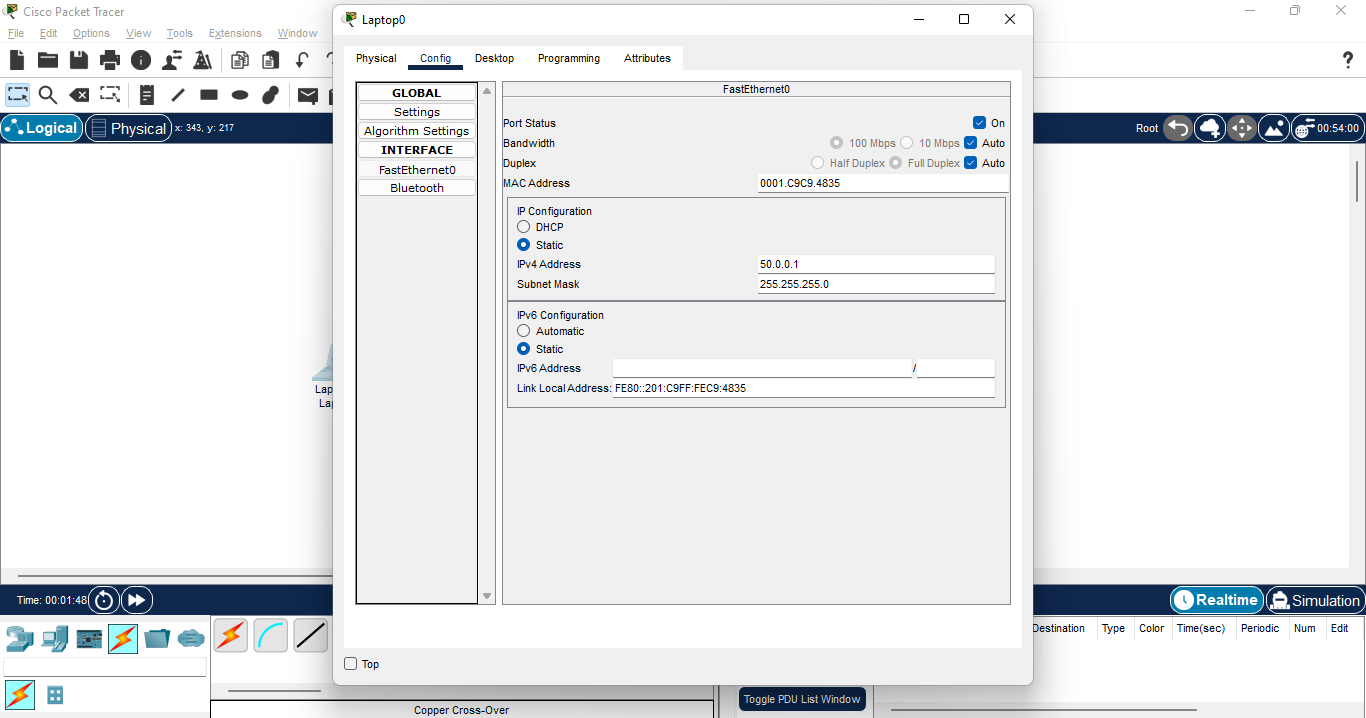 Cisco Packet Tracer
File Edit Options View Tools Extensions Window
Logical Physical x: 343, y: 217
Root 00:54:00
Laptop0
Physical Config Desktop Programming Attributes
GLOBAL
Settings
Algorithm Settings
INTERFACE
FastEthernet0
Bluetooth
FastEthernet0
Port Status On
Bandwidth 100 Mbps 10 Mbps Auto
Duplex Half Duplex Full Duplex Auto
MAC Address 0001.C9C9.4835
IP Configuration
DHCP
Static
IPv4 Address 50.0.0.1
Subnet Mask 255.255.255.0
IPv6 Configuration
Automatic
Static
IPv6 Address /
Link Local Address: FE80::201:C9FF:FEC9:4835
Top
Lap
La
Time: 00:01:48
Realtime Simulation
Destination Type Color Time(sec) Periodic Num Edit
Toggle PDU List Window
Copper Cross-Over